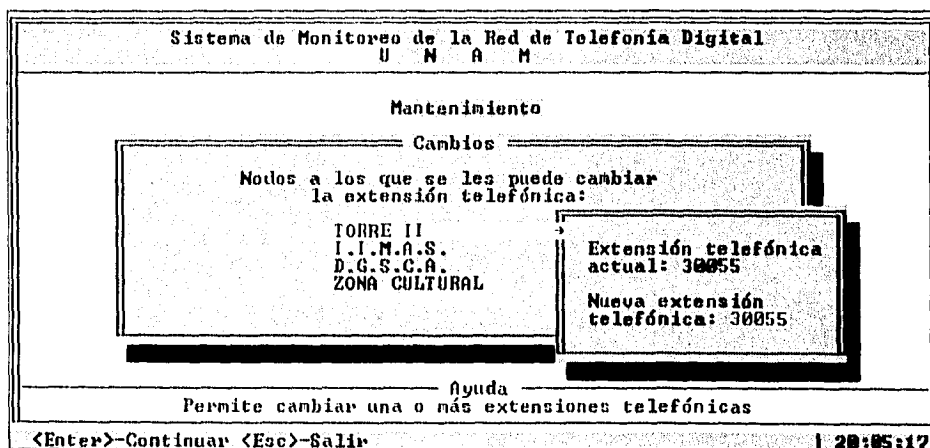 Sistema de Monitoreo de la Red de Telefonía Digital
U N A M
Mantenimiento
Cambios
Nodos a los que se les puede cambiar
la extensión telefónica:
TORRE II
I.I.M.A.S.
D.G.S.C.A.
ZONA CULTURAL
Extensión telefónica
actual: 30055
Nueva extensión
telefónica: 30055
Ayuda
Permite cambiar una o más extensiones telefónicas
<Enter>-Continuar <Esc>-Salir 20:05:17